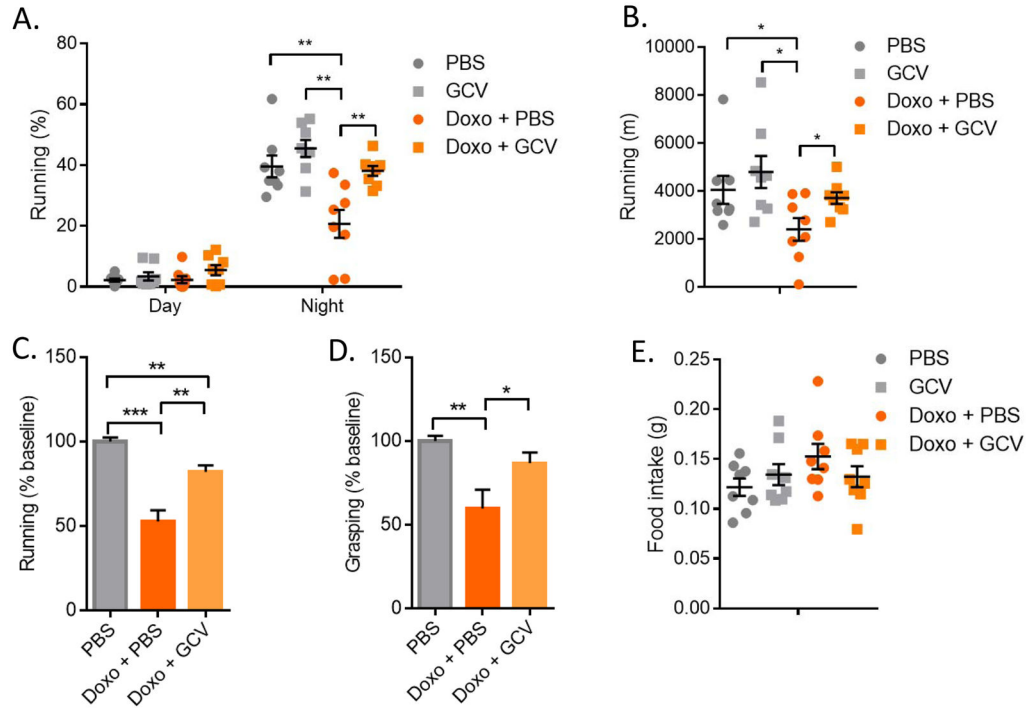 A.
Running (%)
80
60
40
20
0
Day
Night
**
**
**
PBS
GCV
Doxo + PBS
Doxo + GCV
B.
Running (m)
10000
8000
6000
4000
2000
0
*
*
*
PBS
GCV
Doxo + PBS
Doxo + GCV
C.
Running (% baseline)
150
100
50
0
**
***
**
PBS
Doxo + PBS
Doxo + GCV
D.
Grasping (% baseline)
150
100
50
0
**
*
PBS
Doxo + PBS
Doxo + GCV
E.
Food intake (g)
0.25
0.20
0.15
0.10
0.05
0.00
PBS
GCV
Doxo + PBS
Doxo + GCV